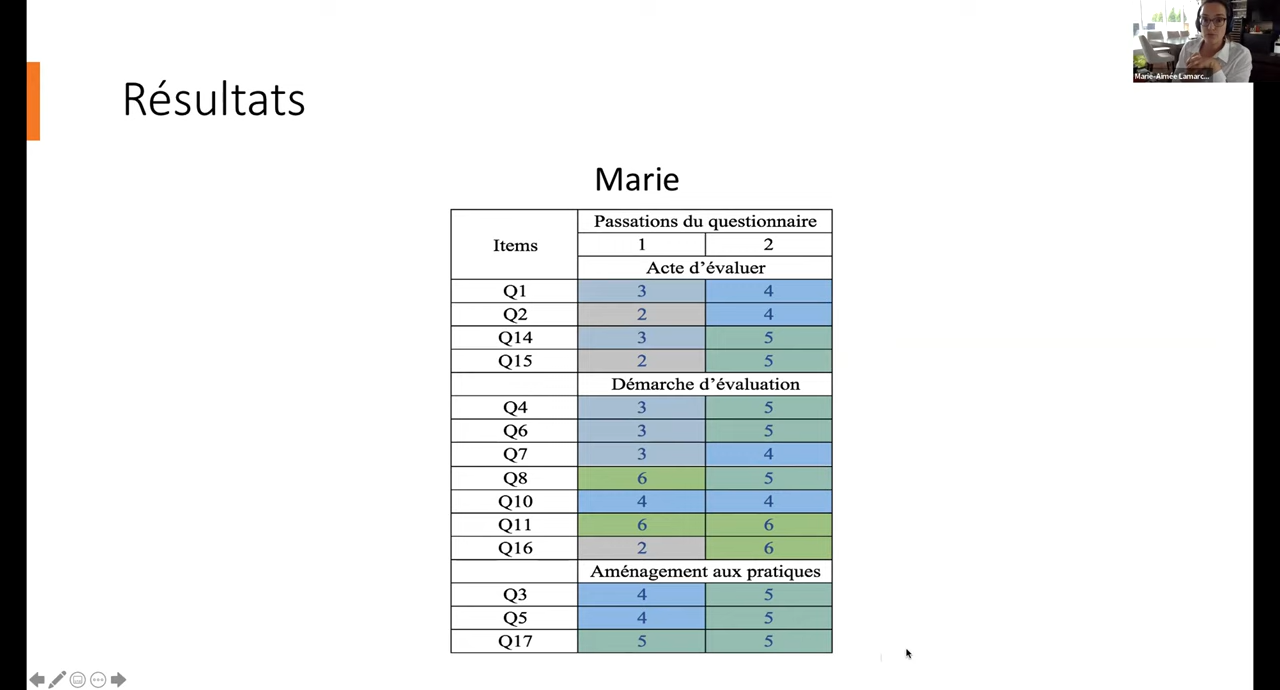 Résultats
Marie-Aimée Lamarc...
Marie
Items
Passations du questionnaire
1 2
Acte d'évaluer
Q1 3 4
Q2 2 4
Q14 3 5
Q15 2 5
Démarche d'évaluation
Q4 3 5
Q6 3 5
Q7 3 4
Q8 6 5
Q10 4 4
Q11 6 6
Q16 2 6
Aménagement aux pratiques
Q3 4 5
Q5 4 5
Q17 5 5